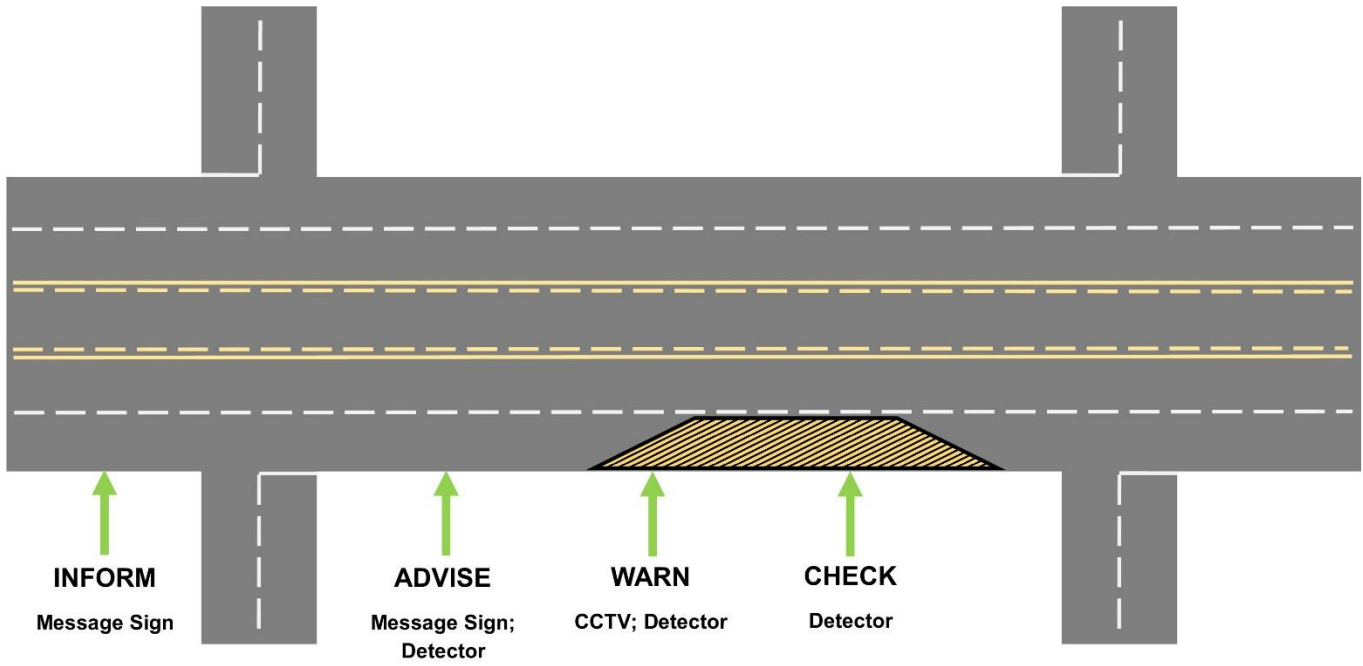 INFORM
Message Sign
ADVISE
Message Sign;
Detector
WARN
CCTV; Detector
CHECK
Detector